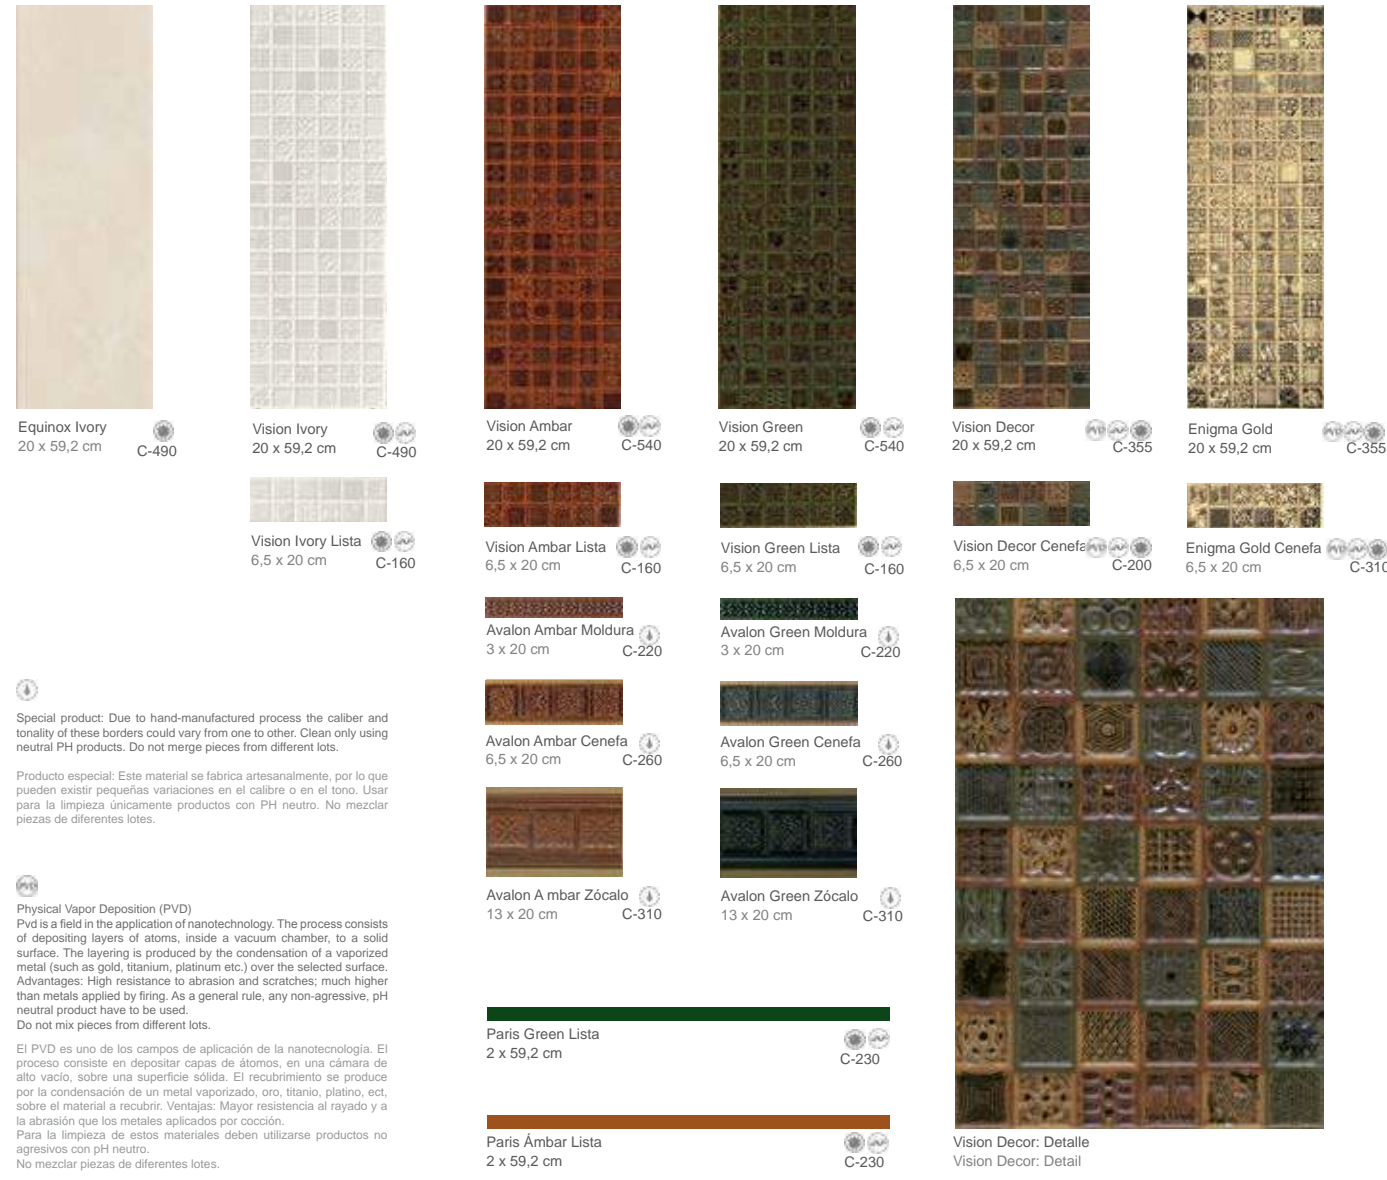 Equinox Ivory
20 x 59,2 cm
C-490
Vision Ivory
20 x 59,2 cm
C-490
Vision Ambar
20 x 59,2 cm
C-540
Vision Green
20 x 59,2 cm
C-540
Vision Decor
20 x 59,2 cm
PVD
C-355
Enigma Gold
20 x 59,2 cm
PVD
C-355
Vision Ivory Lista
6,5 x 20 cm
C-160
Vision Ambar Lista
6,5 x 20 cm
C-160
Vision Green Lista
6,5 x 20 cm
C-160
Vision Decor Cenefa
6,5 x 20 cm
PVD
C-200
Enigma Gold Cenefa
6,5 x 20 cm
PVD
C-310
Avalon Ambar Moldura
3 x 20 cm
C-220
Avalon Green Moldura
3 x 20 cm
C-220
Avalon Ambar Cenefa
6,5 x 20 cm
C-260
Avalon Green Cenefa
6,5 x 20 cm
C-260
Avalon A mbar Zócalo
13 x 20 cm
C-310
Avalon Green Zócalo
13 x 20 cm
C-310
Paris Green Lista
2 x 59,2 cm
C-230
Paris Ámbar Lista
2 x 59,2 cm
C-230
Vision Decor: Detalle
Vision Decor: Detail
Special product: Due to hand-manufactured process the caliber and
tonality of these borders could vary from one to other. Clean only using
neutral PH products. Do not merge pieces from different lots.
Producto especial: Este material se fabrica artesanalmente, por lo que
pueden existir pequeñas variaciones en el calibre o en el tono. Usar
para la limpieza únicamente productos con PH neutro. No mezclar
piezas de diferentes lotes.
PVD
Physical Vapor Deposition (PVD)
Pvd is a field in the application of nanotechnology. The process consists
of depositing layers of atoms, inside a vacuum chamber, to a solid
surface. The layering is produced by the condensation of a vaporized
metal (such as gold, titanium, platinum etc.) over the selected surface.
Advantages: High resistance to abrasion and scratches; much higher
than metals applied by firing. As a general rule, any non-agressive, pH
neutral product have to be used.
Do not mix pieces from different lots.
El PVD es uno de los campos de aplicación de la nanotecnología. El
proceso consiste en depositar capas de átomos, en una cámara de
alto vacío, sobre una superficie sólida. El recubrimiento se produce
por la condensación de un metal vaporizado, oro, titanio, platino, ect,
sobre el material a recubrir. Ventajas: Mayor resistencia al rayado y a
la abrasión que los metales aplicados por cocción.
Para la limpieza de estos materiales deben utilizarse productos no
agresivos con pH neutro.
No mezclar piezas de diferentes lotes.